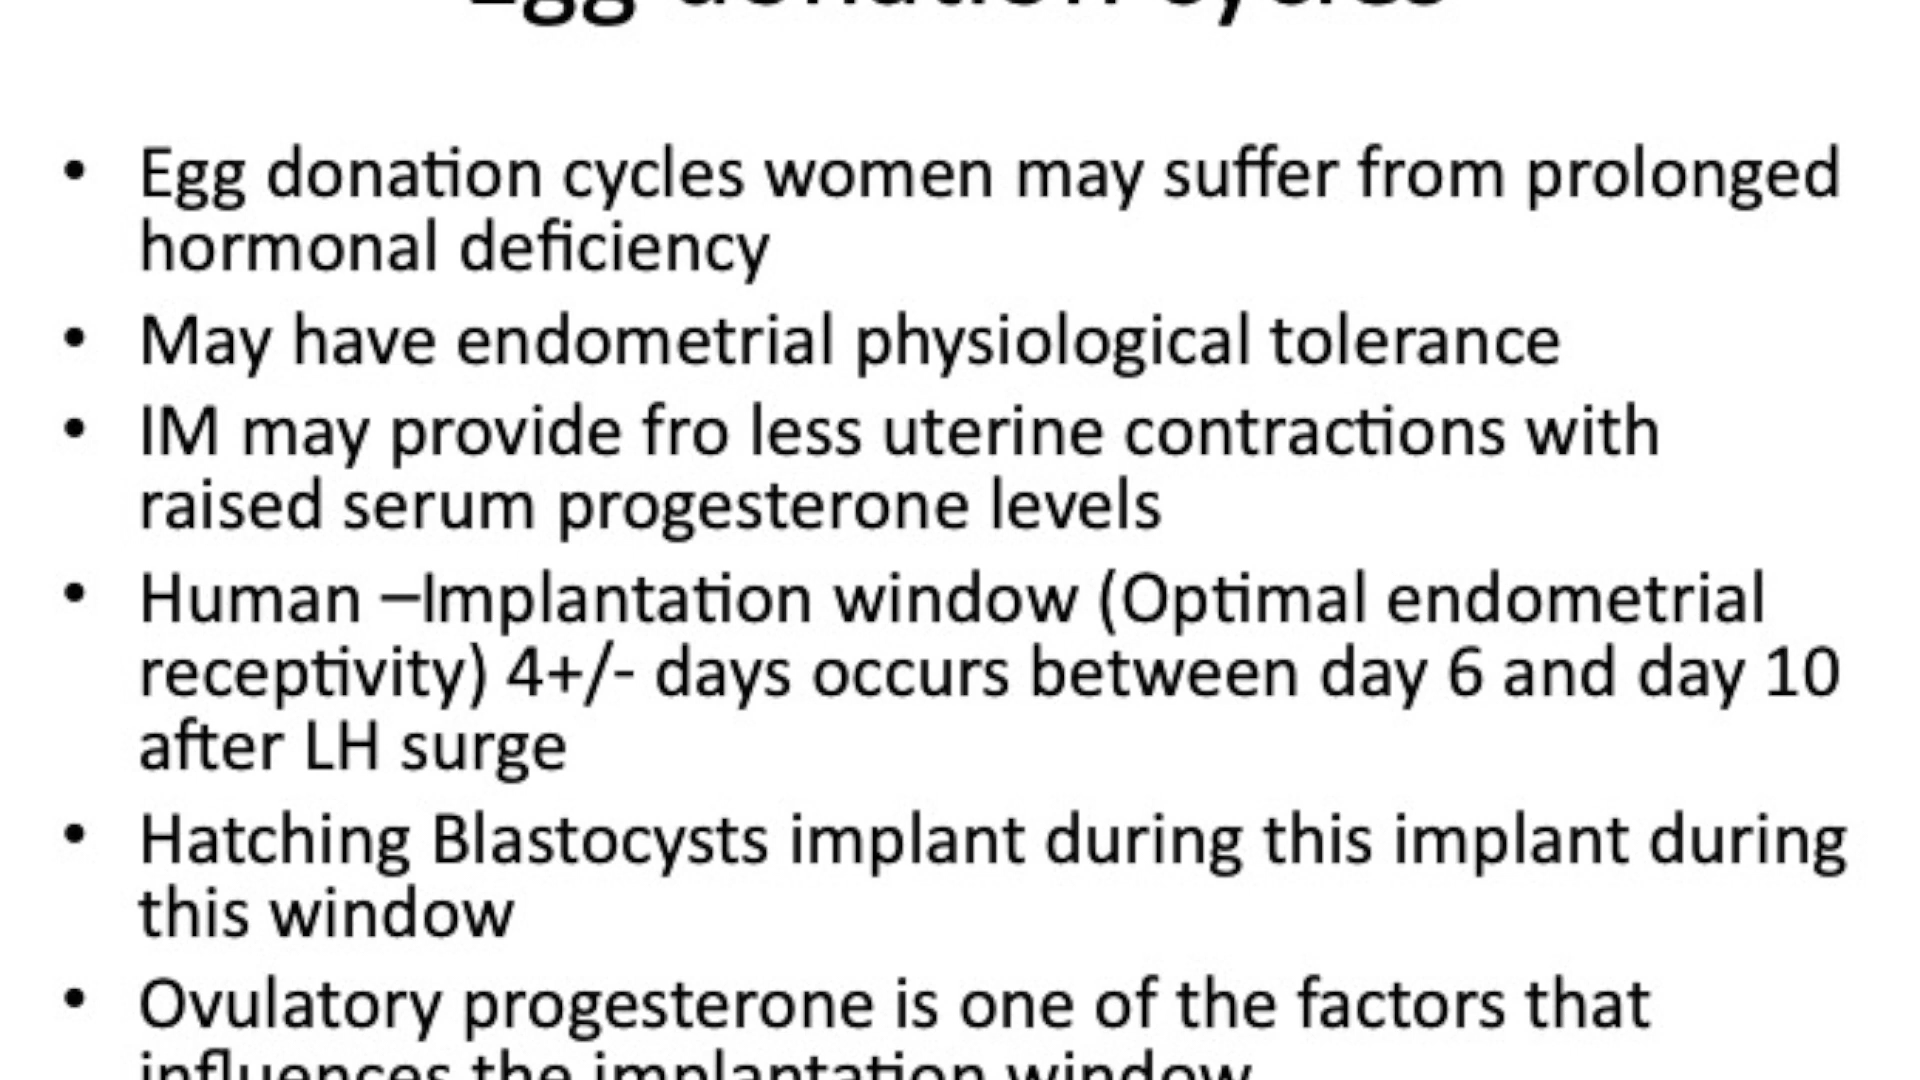 Egg donation cycles
• Egg donation cycles women may suffer from prolonged
hormonal deficiency
• May have endometrial physiological tolerance
• IM may provide fro less uterine contractions with
raised serum progesterone levels
• Human –Implantation window (Optimal endometrial
receptivity) 4+/- days occurs between day 6 and day 10
after LH surge
• Hatching Blastocysts implant during this implant during
this window
• Ovulatory progesterone is one of the factors that
influences the implantation window